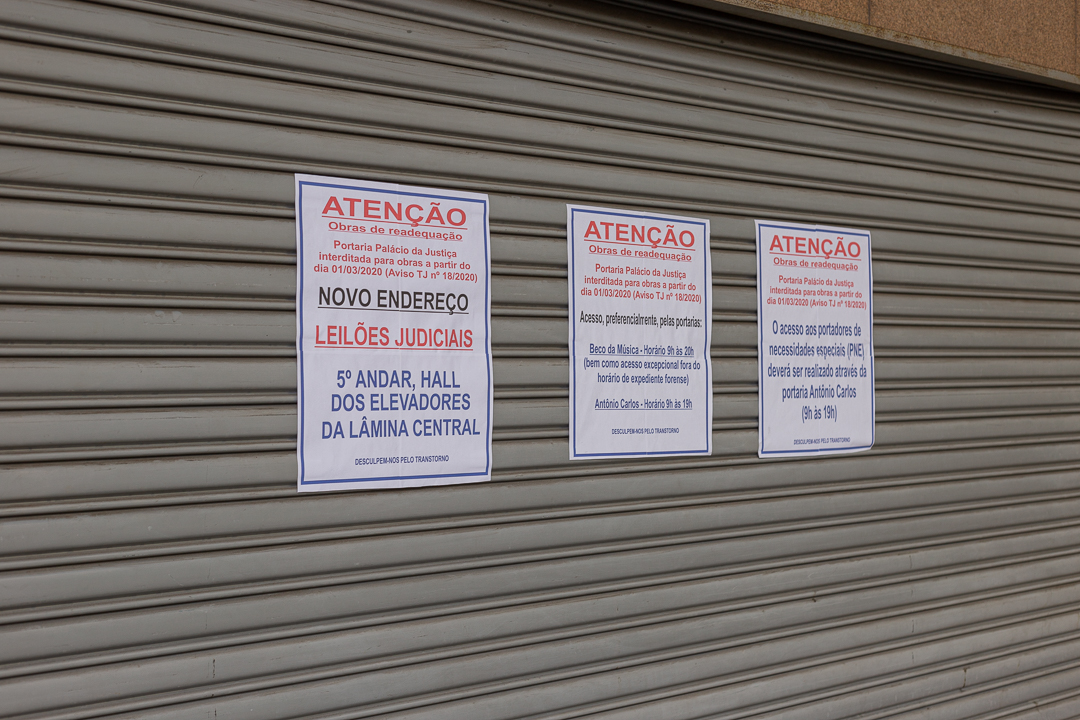 ATENÇÃO
Obras de readequação
Portaria Palácio da Justiça
interditada para obras a partir do
dia 01/03/2020 (Aviso TJ nº 18/2020)
NOVO ENDEREÇO
LEILÕES JUDICIAIS
5º ANDAR, HALL
DOS ELEVADORES
DA LÂMINA CENTRAL
DESCULPEM-NOS PELO TRANSTORNO
ATENÇÃO
Obras de readequação
Portaria Palácio da Justiça
interditada para obras a partir do
dia 01/03/2020 (Aviso TJ nº 18/2020)
Acesso, preferencialmente, pelas portarias:
Beco da Música - Horário 9h às 20h
(bem como acesso excepcional fora do
horário de expediente forense)
Antônio Carlos - Horário 9h às 19h
DESCULPEM-NOS PELO TRANSTORNO
ATENÇÃO
Obras de readequação
Portaria Palácio da Justiça
interditada para obras a partir do
dia 01/03/2020 (Aviso TJ nº 18/2020)
O acesso aos portadores de
necessidades especiais (PNE)
deverá ser realizado através da
portaria Antônio Carlos
(9h às 19h)
DESCULPEM-NOS PELO TRANSTORNO